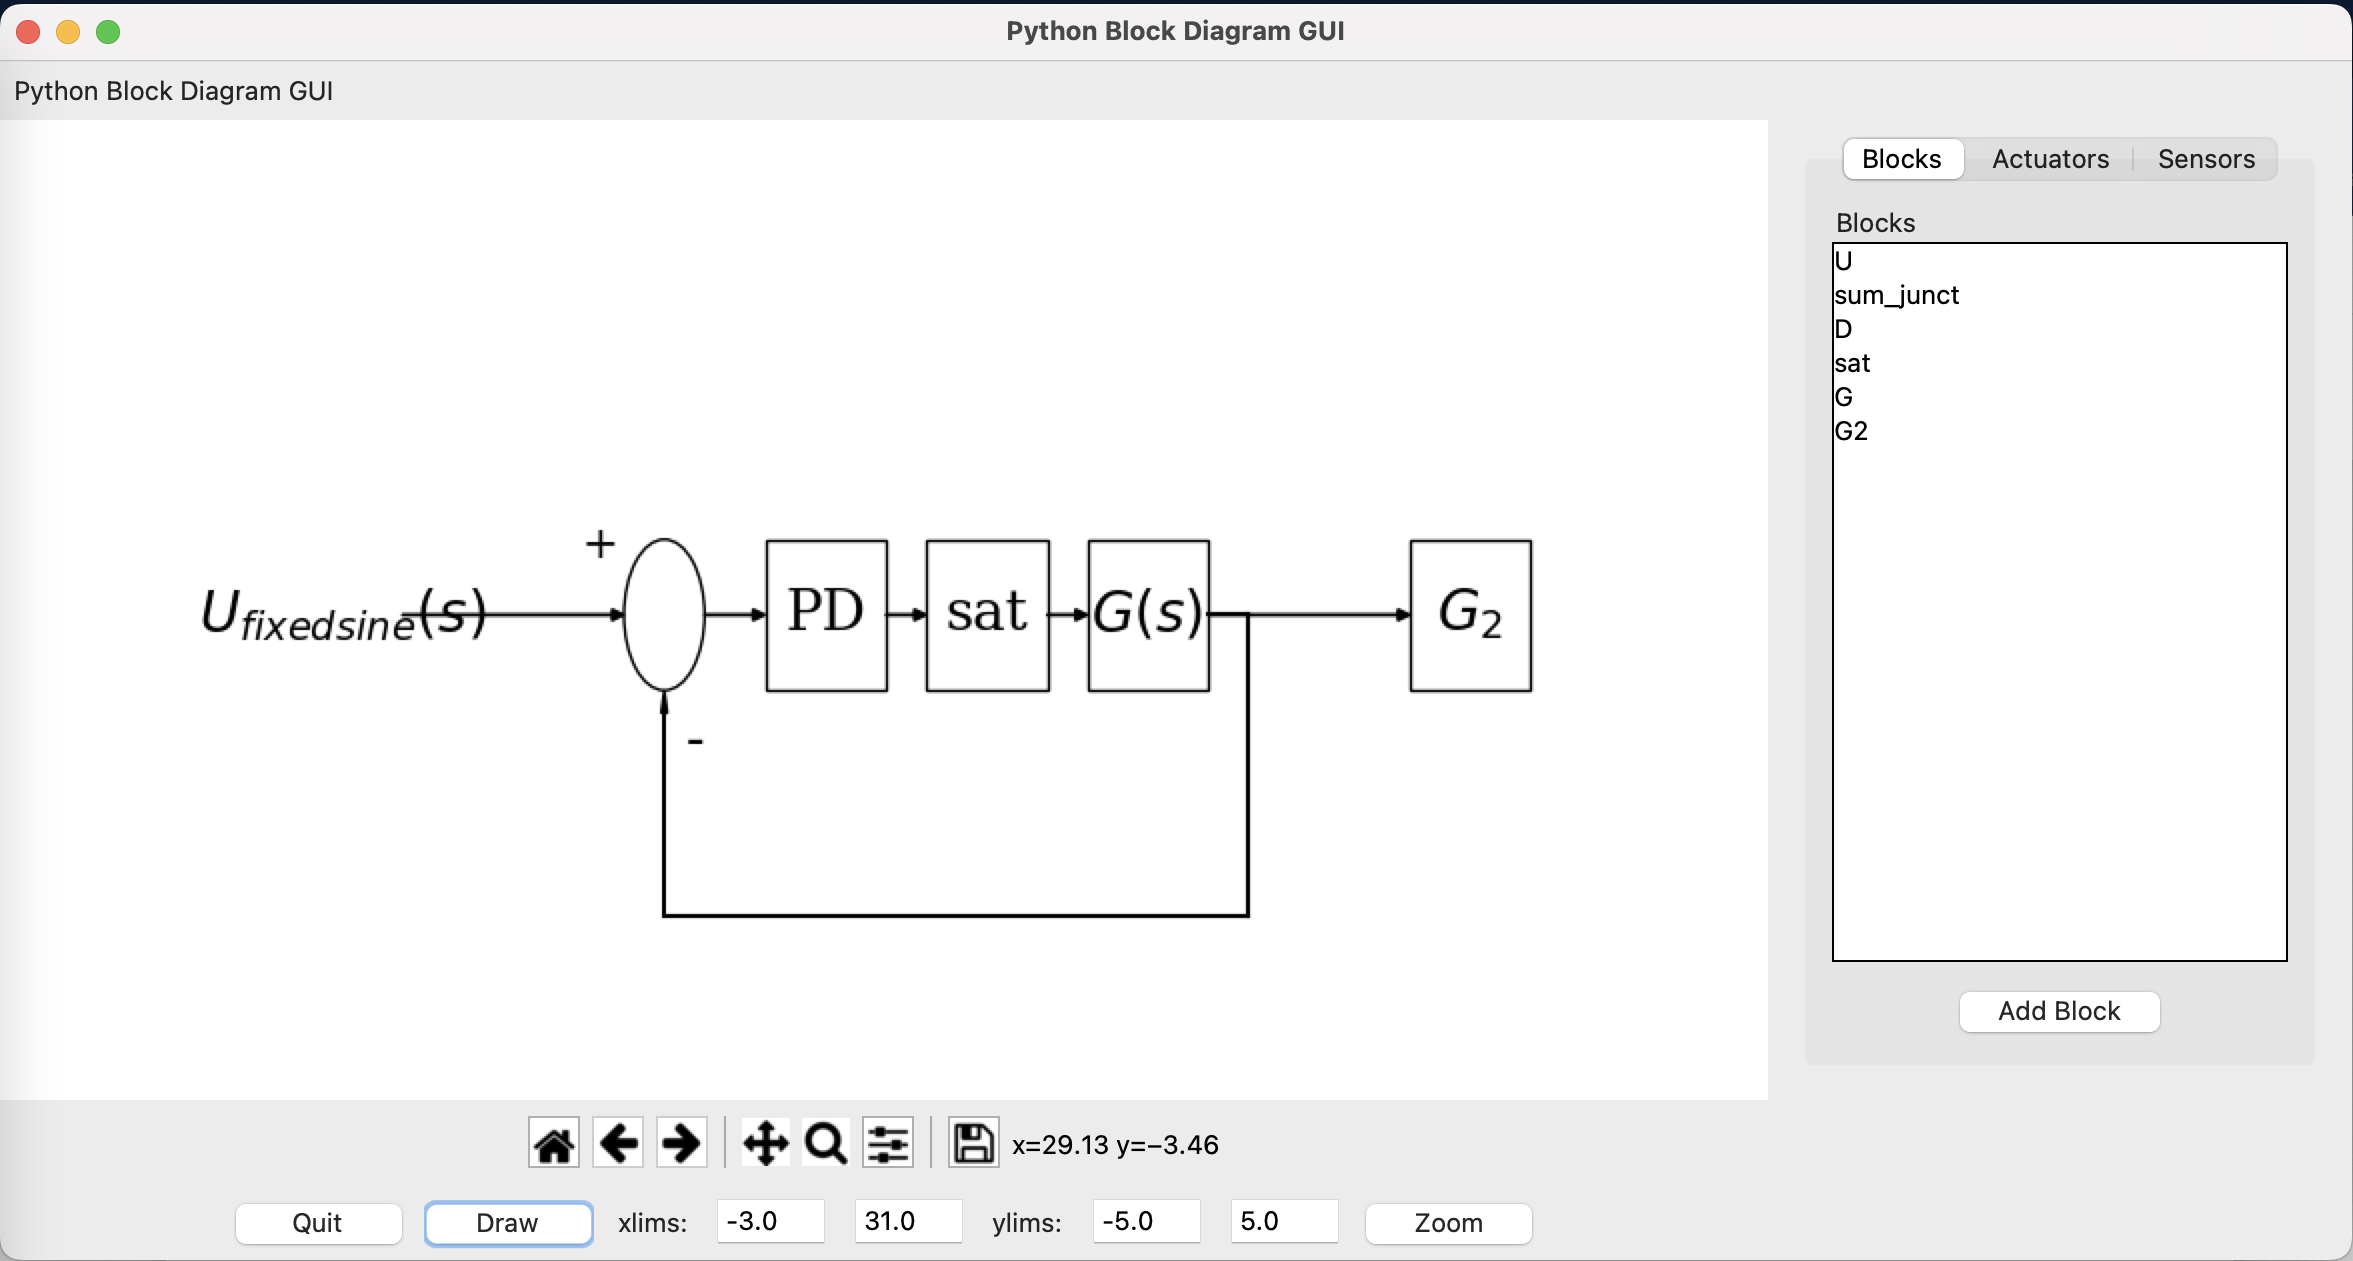 Python Block Diagram GUI
Python Block Diagram GUI
Blocks Actuators Sensors
Blocks
U
sum_junct
D
sat
G
G2
Add Block
+
U_{fixedsine}(s)
PD
sat
G(s)
G_2
-
x=29.13 y=−3.46
Quit Draw xlims: -3.0 31.0 ylims: -5.0 5.0 Zoom